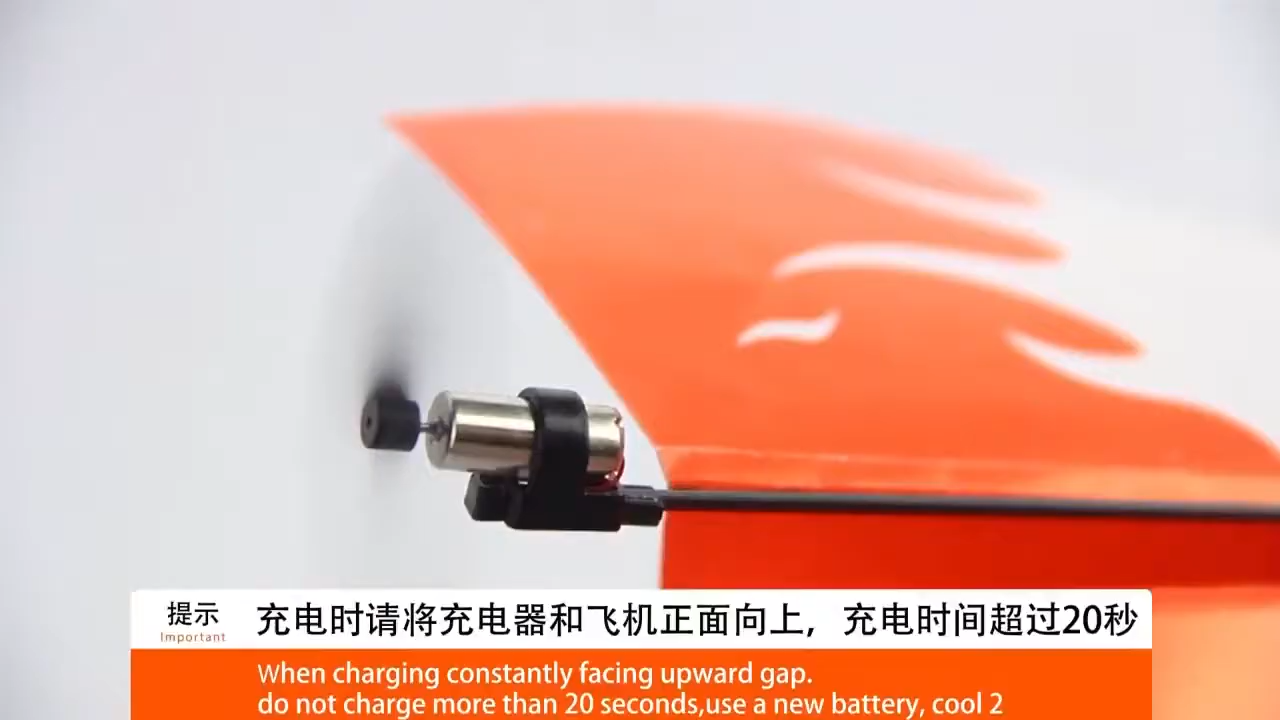 提示
Important
充电时请将充电器和飞机正面向上，充电时间超过20秒
When charging constantly facing upward gap.
do not charge more than 20 seconds,use a new battery, cool 2